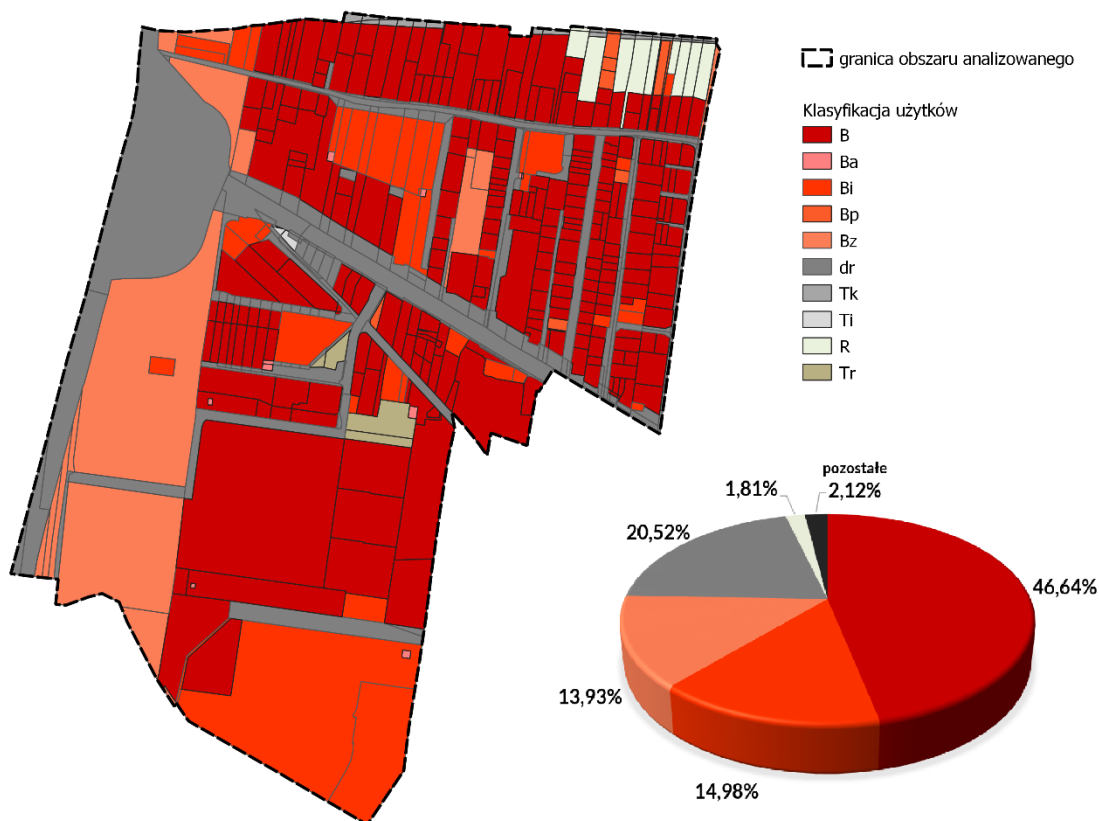 granica obszaru analizowanego
Klasyfikacja użytków
B
Ba
Bi
Bp
Bz
dr
Tk
Ti
R
Tr
pozostałe
1,81%
2,12%
20,52%
46,64%
13,93%
14,98%